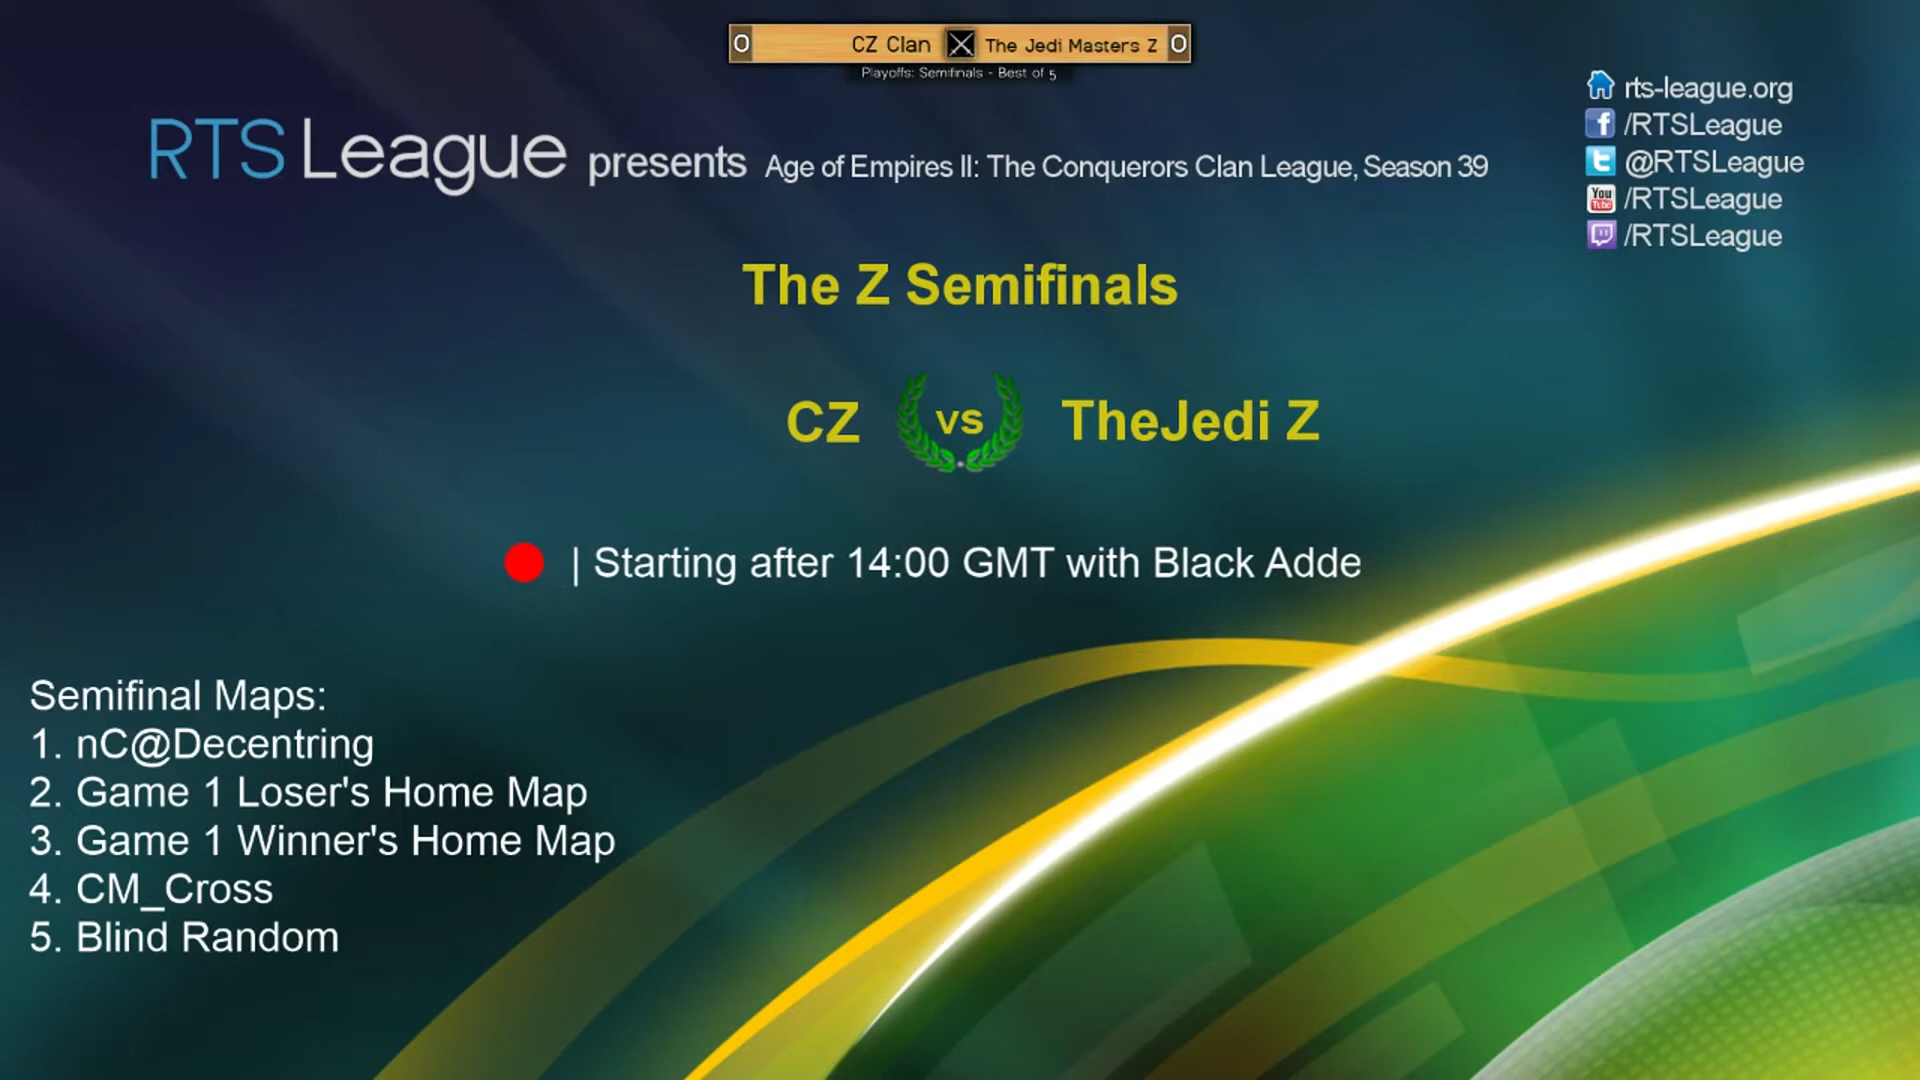 0 CZ Clan The Jedi Masters Z 0
Playoffs: Semifinals - Best of 5
rts-league.org
/RTSLeague
@RTSLeague
You Tube /RTSLeague
/RTSLeague
RTS League presents Age of Empires II: The Conquerors Clan League, Season 39
The Z Semifinals
CZ vs TheJedi Z
| Starting after 14:00 GMT with Black Adde
Semifinal Maps:
1. nC@Decentring
2. Game 1 Loser's Home Map
3. Game 1 Winner's Home Map
4. CM_Cross
5. Blind Random